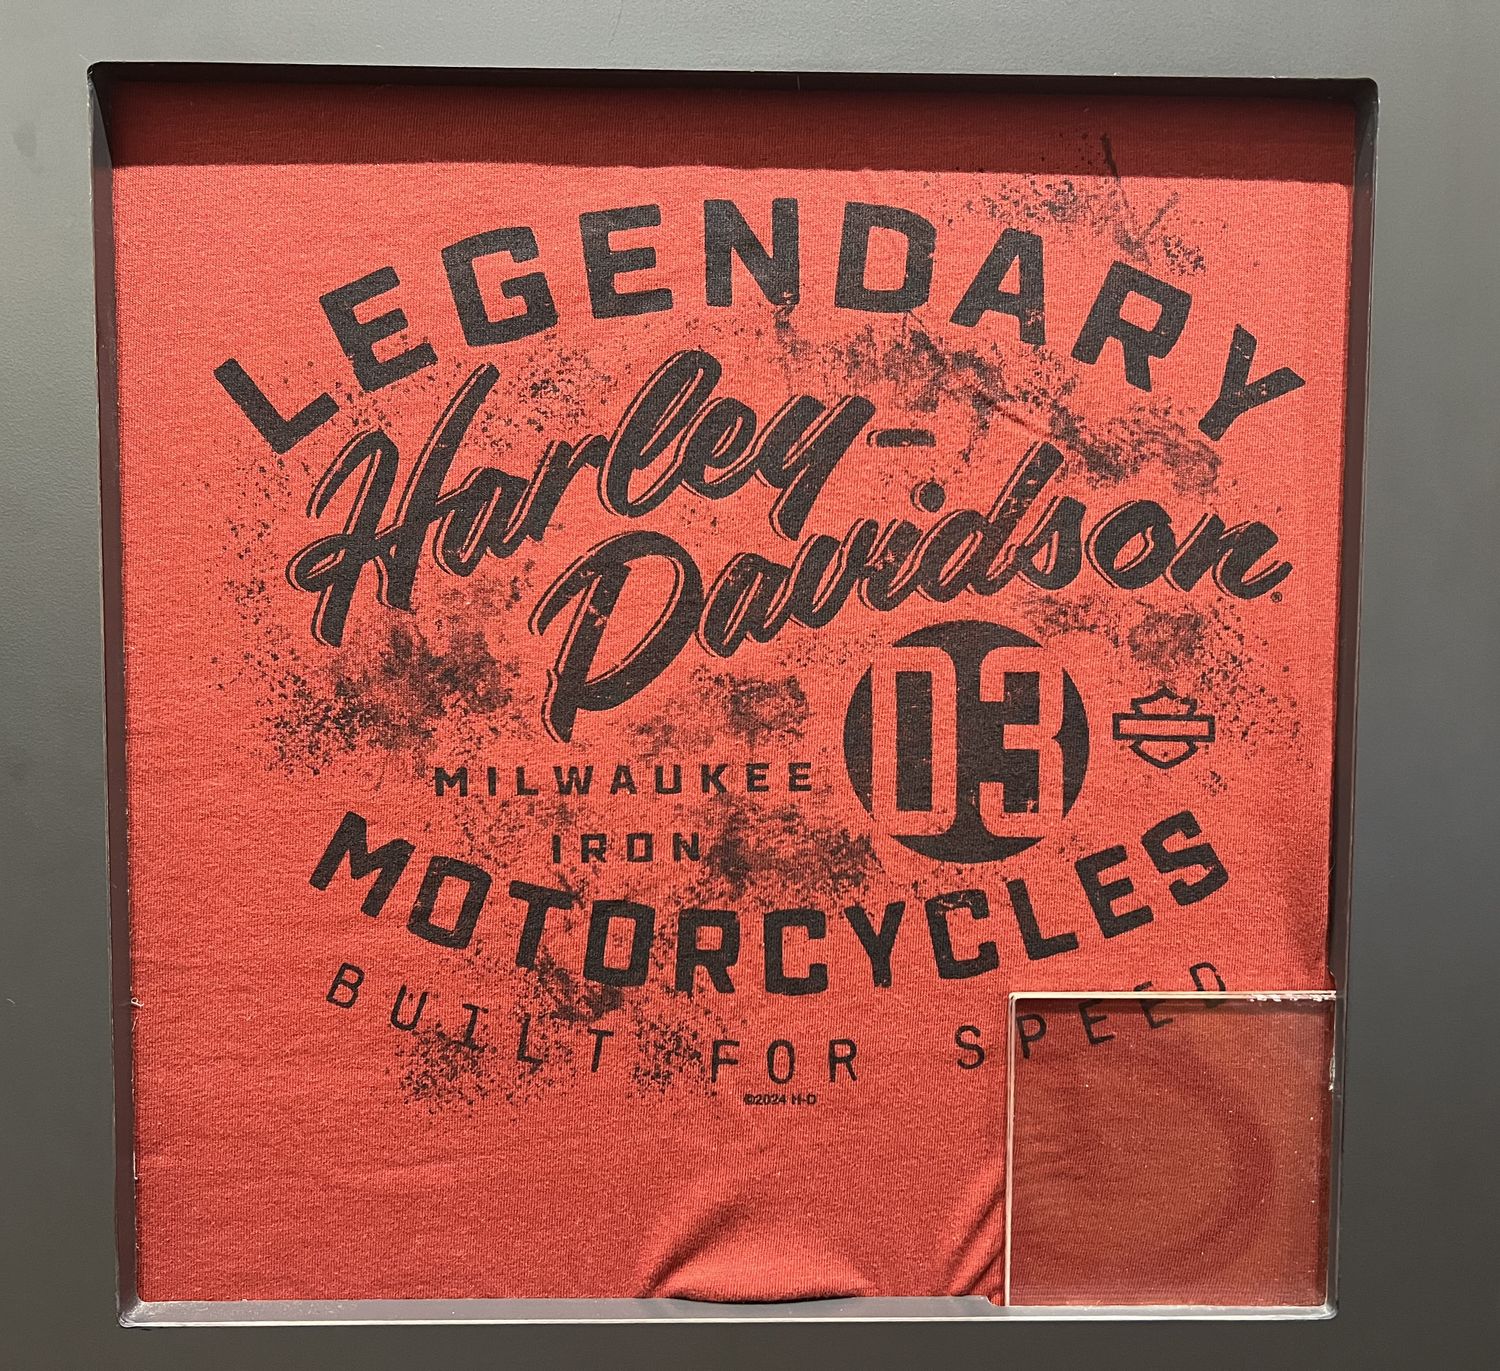 LEGENDARY
Harley-
Davidson®
03
MILWAUKEE
IRON
MOTORCYCLES
BUILT FOR SPEED
©2024 H-D